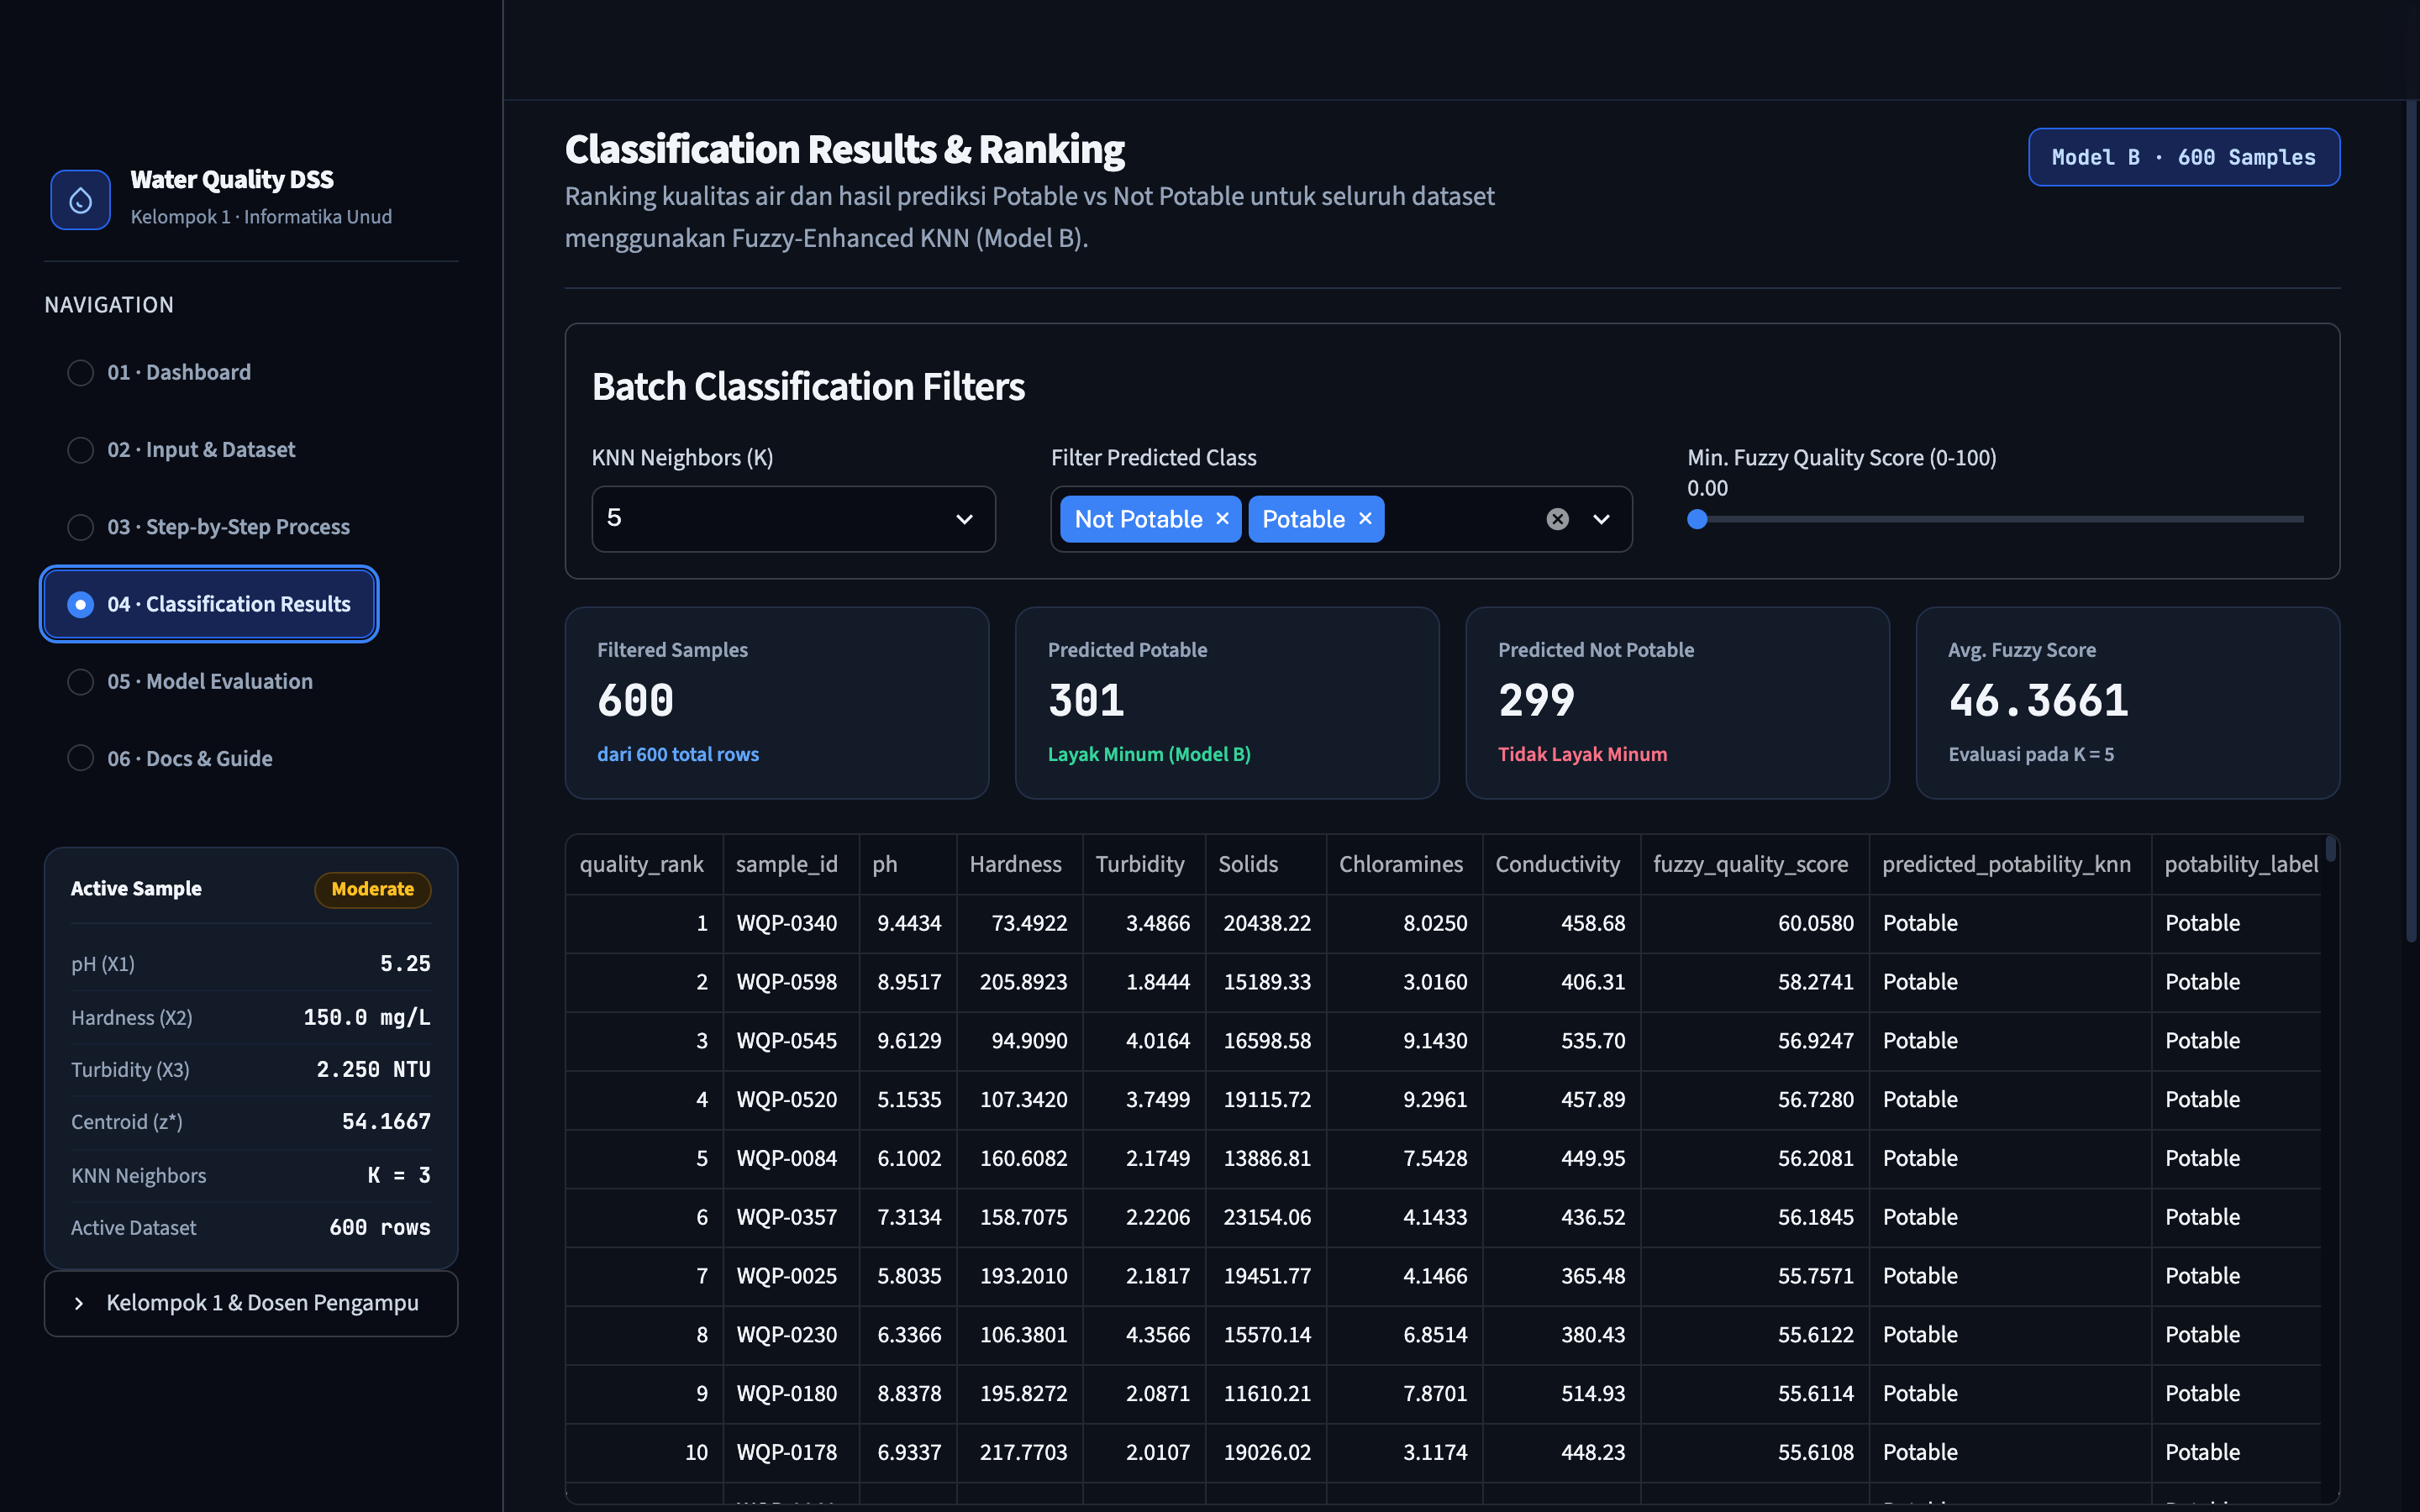 Water Quality DSS
Kelompok 1 · Informatika Unud
NAVIGATION
01 · Dashboard
02 · Input & Dataset
03 · Step-by-Step Process
04 · Classification Results
05 · Model Evaluation
06 · Docs & Guide
Active Sample Moderate
pH (X1) 5.25
Hardness (X2) 150.0 mg/L
Turbidity (X3) 2.250 NTU
Centroid (z*) 54.1667
KNN Neighbors K = 3
Active Dataset 600 rows
Kelompok 1 & Dosen Pengampu
Classification Results & Ranking
Model B · 600 Samples
Ranking kualitas air dan hasil prediksi Potable vs Not Potable untuk seluruh dataset
menggunakan Fuzzy-Enhanced KNN (Model B).
Batch Classification Filters
KNN Neighbors (K)
5
Filter Predicted Class
Not Potable × Potable ×
Min. Fuzzy Quality Score (0-100)
0.00
Filtered Samples
600
dari 600 total rows
Predicted Potable
301
Layak Minum (Model B)
Predicted Not Potable
299
Tidak Layak Minum
Avg. Fuzzy Score
46.3661
Evaluasi pada K = 5
quality_rank sample_id ph Hardness Turbidity Solids Chloramines Conductivity fuzzy_quality_score predicted_potability_knn potability_label
1 WQP-0340 9.4434 73.4922 3.4866 20438.22 8.0250 458.68 60.0580 Potable Potable
2 WQP-0598 8.9517 205.8923 1.8444 15189.33 3.0160 406.31 58.2741 Potable Potable
3 WQP-0545 9.6129 94.9090 4.0164 16598.58 9.1430 535.70 56.9247 Potable Potable
4 WQP-0520 5.1535 107.3420 3.7499 19115.72 9.2961 457.89 56.7280 Potable Potable
5 WQP-0084 6.1002 160.6082 2.1749 13886.81 7.5428 449.95 56.2081 Potable Potable
6 WQP-0357 7.3134 158.7075 2.2206 23154.06 4.1433 436.52 56.1845 Potable Potable
7 WQP-0025 5.8035 193.2010 2.1817 19451.77 4.1466 365.48 55.7571 Potable Potable
8 WQP-0230 6.3366 106.3801 4.3566 15570.14 6.8514 380.43 55.6122 Potable Potable
9 WQP-0180 8.8378 195.8272 2.0871 11610.21 7.8701 514.93 55.6114 Potable Potable
10 WQP-0178 6.9337 217.7703 2.0107 19026.02 3.1174 448.23 55.6108 Potable Potable